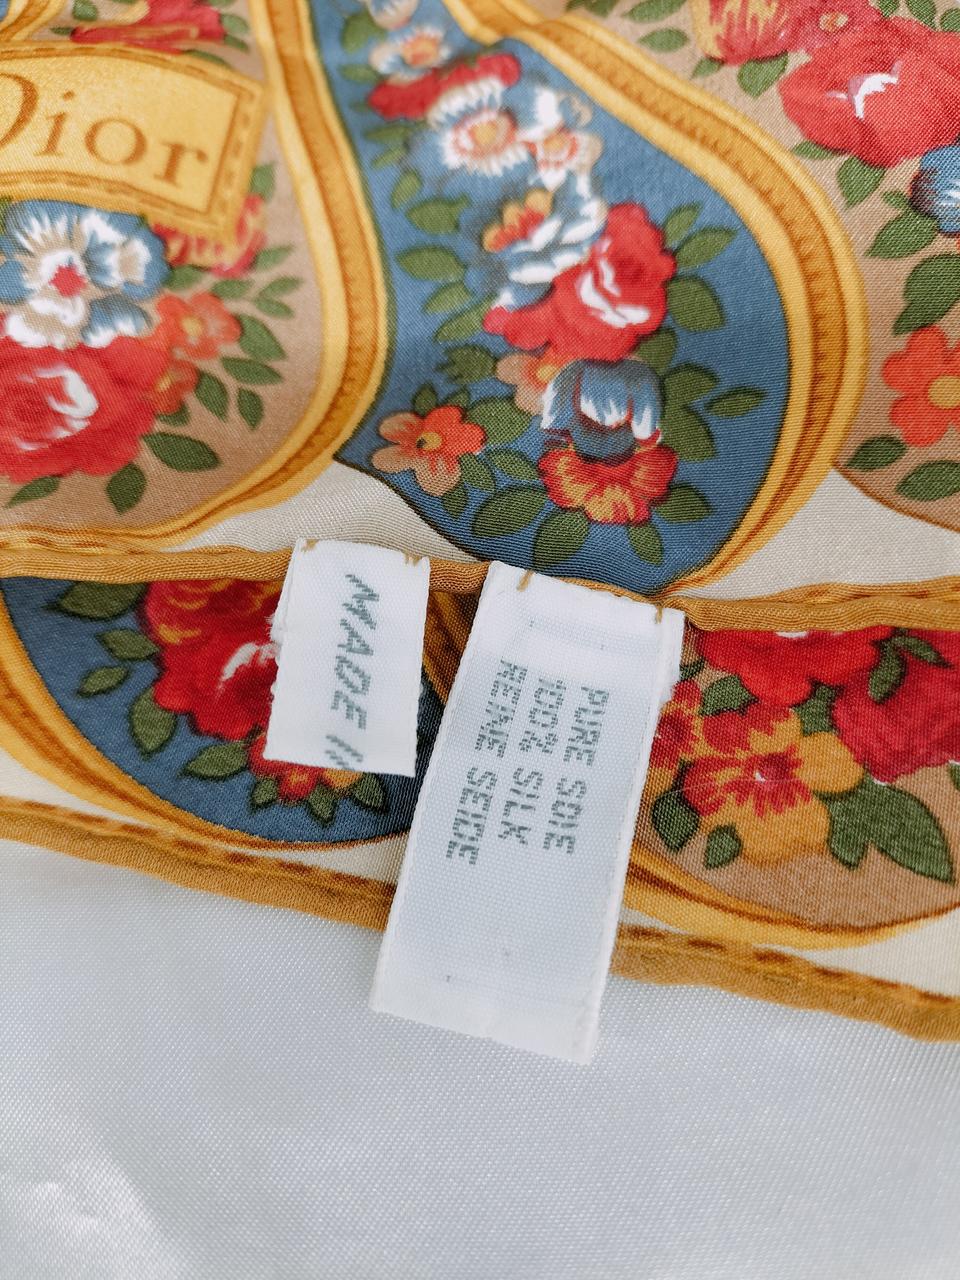 Dior
MADE I
PURE SOIE
100% SILK
REINE SEIDE